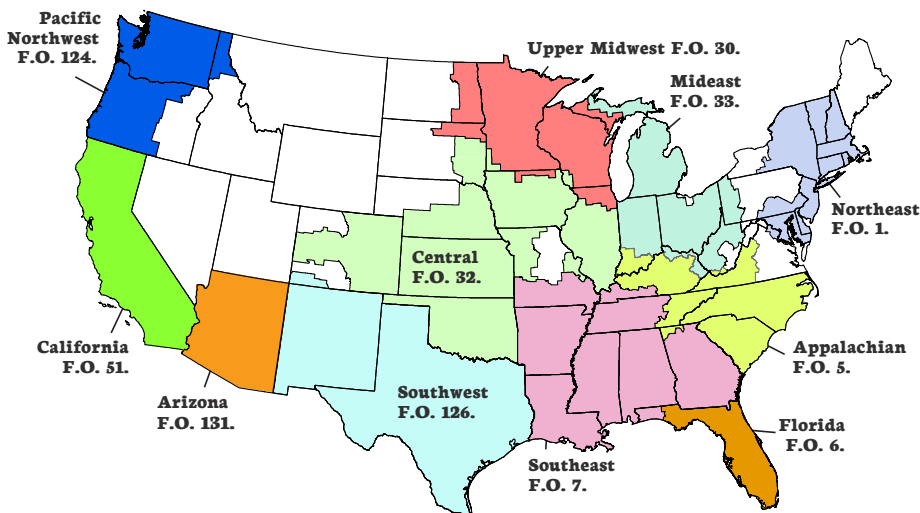 Pacific
Northwest
F.O. 124.
Upper Midwest F.O. 30.
Mideast
F.O. 33.
Northeast
F.O. 1.
Central
F.O. 32.
California
F.O. 51.
Appalachian
F.O. 5.
Arizona
F.O. 131.
Southwest
F.O. 126.
Florida
F.O. 6.
Southeast
F.O. 7.